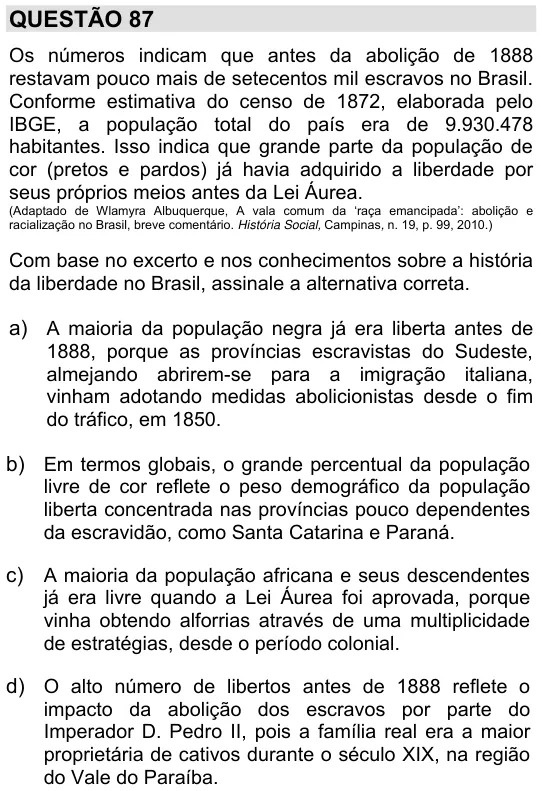 QUESTÃO 87
Os números indicam que antes da abolição de 1888
restavam pouco mais de setecentos mil escravos no Brasil.
Conforme estimativa do censo de 1872, elaborada pelo
IBGE, a população total do país era de 9.930.478
habitantes. Isso indica que grande parte da população de
cor (pretos e pardos) já havia adquirido a liberdade por
seus próprios meios antes da Lei Áurea.
(Adaptado de Wlamyra Albuquerque, A vala comum da ‘raça emancipada’: abolição e
racialização no Brasil, breve comentário. História Social, Campinas, n. 19, p. 99, 2010.)
Com base no excerto e nos conhecimentos sobre a história
da liberdade no Brasil, assinale a alternativa correta.
a) A maioria da população negra já era liberta antes de
1888, porque as províncias escravistas do Sudeste,
almejando abrirem-se para a imigração italiana,
vinham adotando medidas abolicionistas desde o fim
do tráfico, em 1850.
b) Em termos globais, o grande percentual da população
livre de cor reflete o peso demográfico da população
liberta concentrada nas províncias pouco dependentes
da escravidão, como Santa Catarina e Paraná.
c) A maioria da população africana e seus descendentes
já era livre quando a Lei Áurea foi aprovada, porque
vinha obtendo alforrias através de uma multiplicidade
de estratégias, desde o período colonial.
d) O alto número de libertos antes de 1888 reflete o
impacto da abolição dos escravos por parte do
Imperador D. Pedro II, pois a família real era a maior
proprietária de cativos durante o século XIX, na região
do Vale do Paraíba.